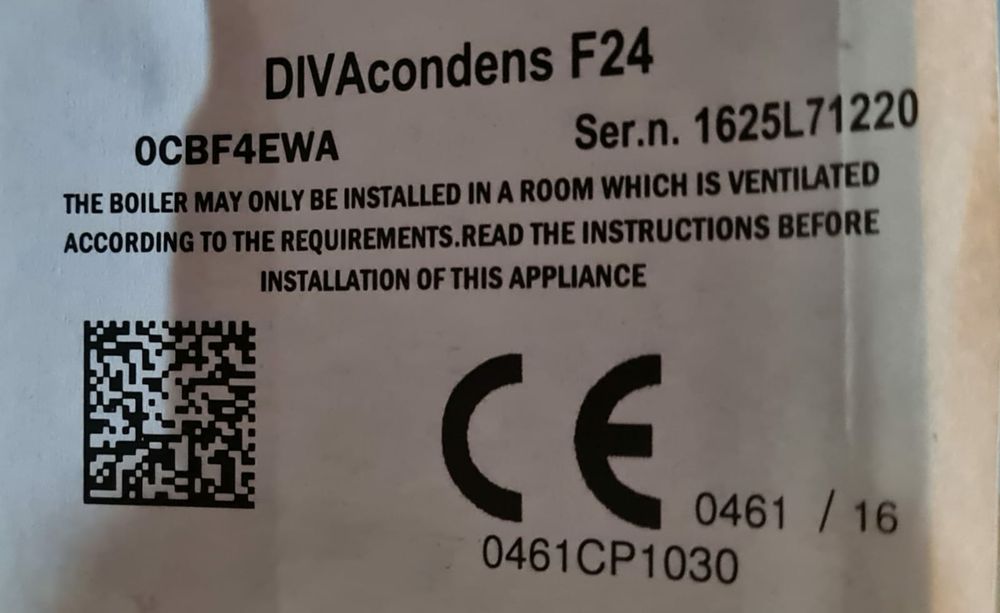 DIVAcondens F24
0CBF4EWA Ser.n. 1625L71220
THE BOILER MAY ONLY BE INSTALLED IN A ROOM WHICH IS VENTILATED
ACCORDING TO THE REQUIREMENTS.READ THE INSTRUCTIONS BEFORE
INSTALLATION OF THIS APPLIANCE
CE 0461 / 16
0461CP1030